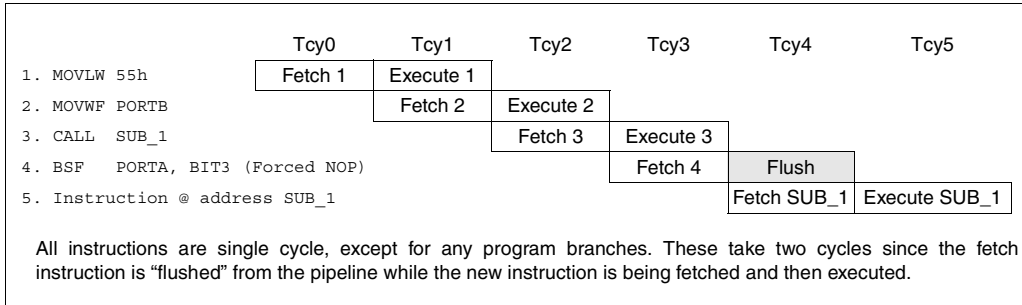 Tcy0 Tcy1 Tcy2 Tcy3 Tcy4 Tcy5
1. MOVLW 55h Fetch 1 Execute 1
2. MOVWF PORTB Fetch 2 Execute 2
3. CALL SUB_1 Fetch 3 Execute 3
4. BSF PORTA, BIT3 (Forced NOP) Fetch 4 Flush
5. Instruction @ address SUB_1 Fetch SUB_1 Execute SUB_1
All instructions are single cycle, except for any program branches. These take two cycles since the fetch
instruction is “flushed” from the pipeline while the new instruction is being fetched and then executed.